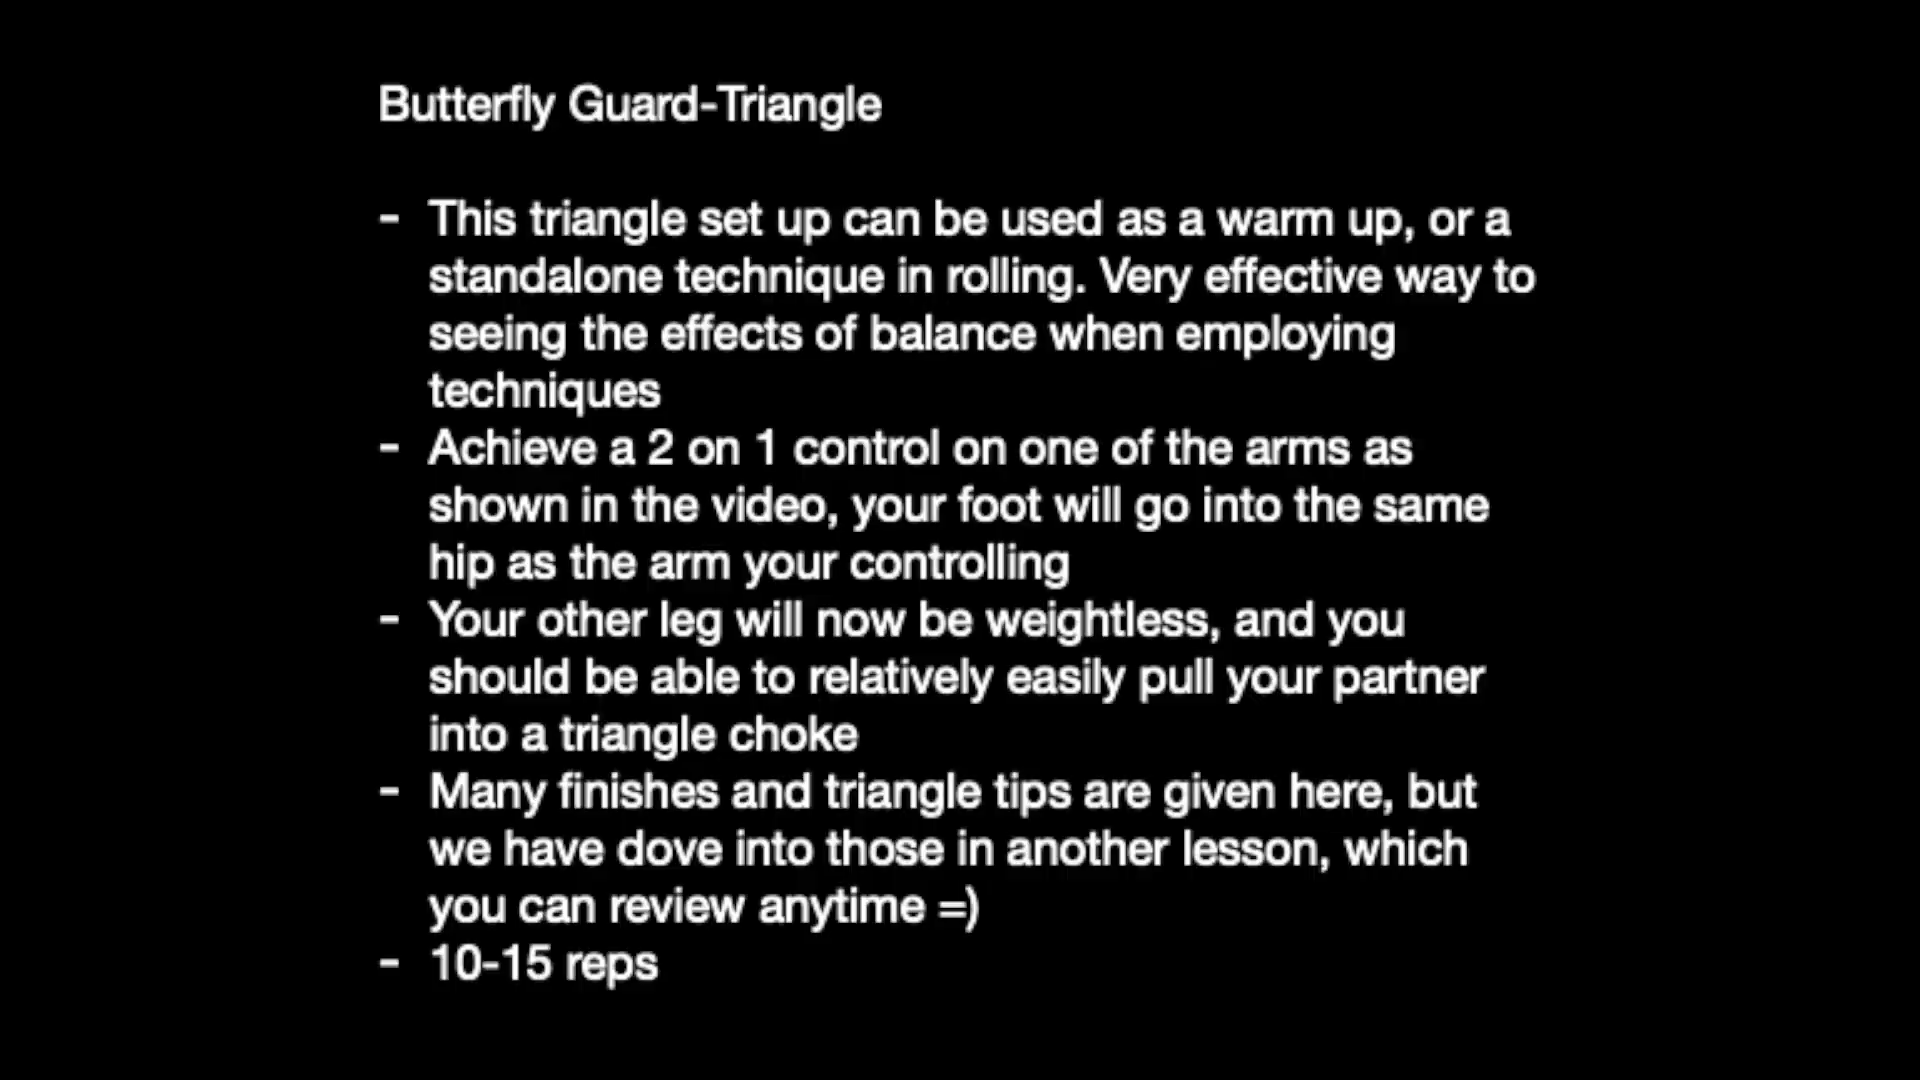 Butterfly Guard-Triangle
- This triangle set up can be used as a warm up, or a
standalone technique in rolling. Very effective way to
seeing the effects of balance when employing
techniques
- Achieve a 2 on 1 control on one of the arms as
shown in the video, your foot will go into the same
hip as the arm your controlling
- Your other leg will now be weightless, and you
should be able to relatively easily pull your partner
into a triangle choke
- Many finishes and triangle tips are given here, but
we have dove into those in another lesson, which
you can review anytime =)
- 10-15 reps